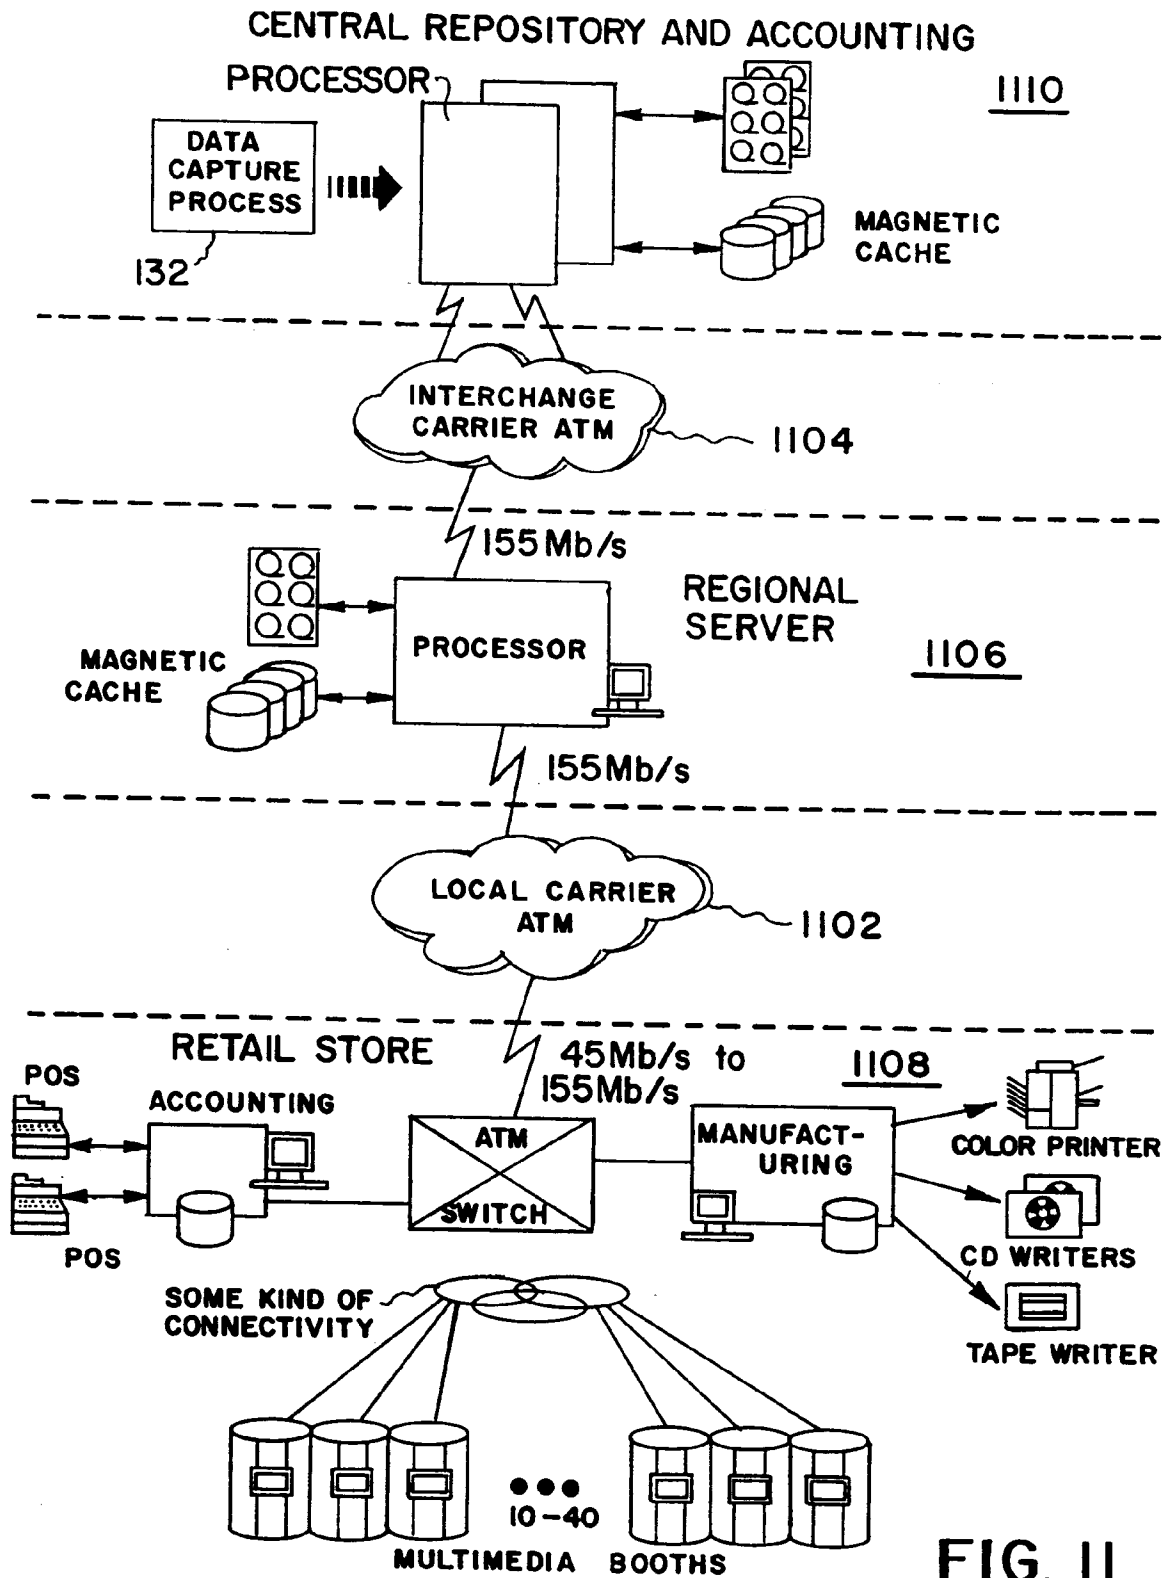 CENTRAL REPOSITORY AND ACCOUNTING
PROCESSOR
1110
DATA
CAPTURE
PROCESS
132
MAGNETIC
CACHE
INTERCHANGE
CARRIER ATM
1104
155Mb/s
REGIONAL
SERVER
1106
PROCESSOR
MAGNETIC
CACHE
155Mb/s
LOCAL CARRIER
ATM
1102
RETAIL STORE
45Mb/s to
155Mb/s
1108
POS
ACCOUNTING
ATM
SWITCH
MANUFACT-
URING
COLOR PRINTER
POS
CD WRITERS
SOME KIND OF
CONNECTIVITY
TAPE WRITER
10-40
MULTIMEDIA BOOTHS
FIG. 11